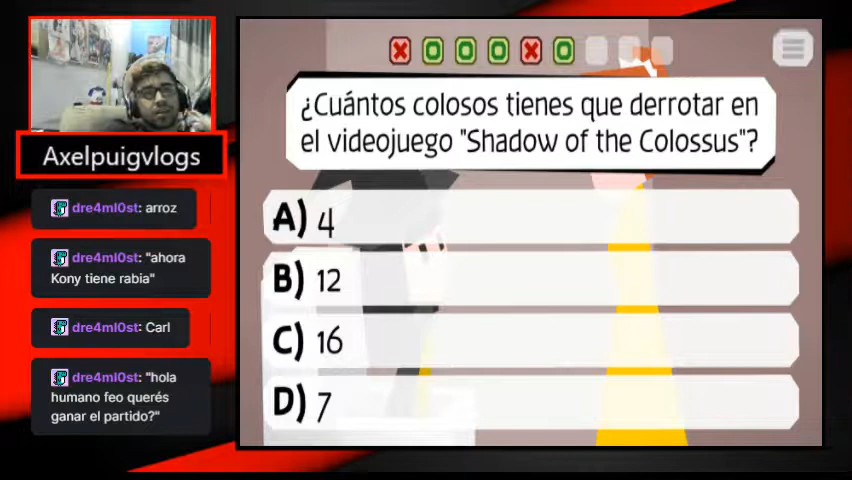 ¿Cuántos colosos tienes que derrotar en
el videojuego "Shadow of the Colossus"?
A) 4
B) 12
C) 16
D) 7
Axelpuigvlogs
dre4ml0st: arroz
dre4ml0st: "ahora
Kony tiene rabia"
dre4ml0st: Carl
dre4ml0st: "hola
humano feo querés
ganar el partido?"